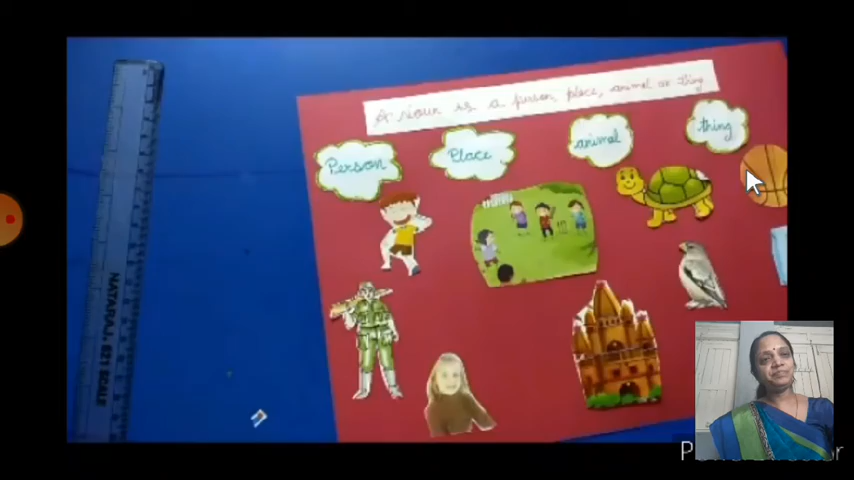 A noun is a person, place, animal or thing
Person
Place
animal
thing
NATARAJ 621 SCALE